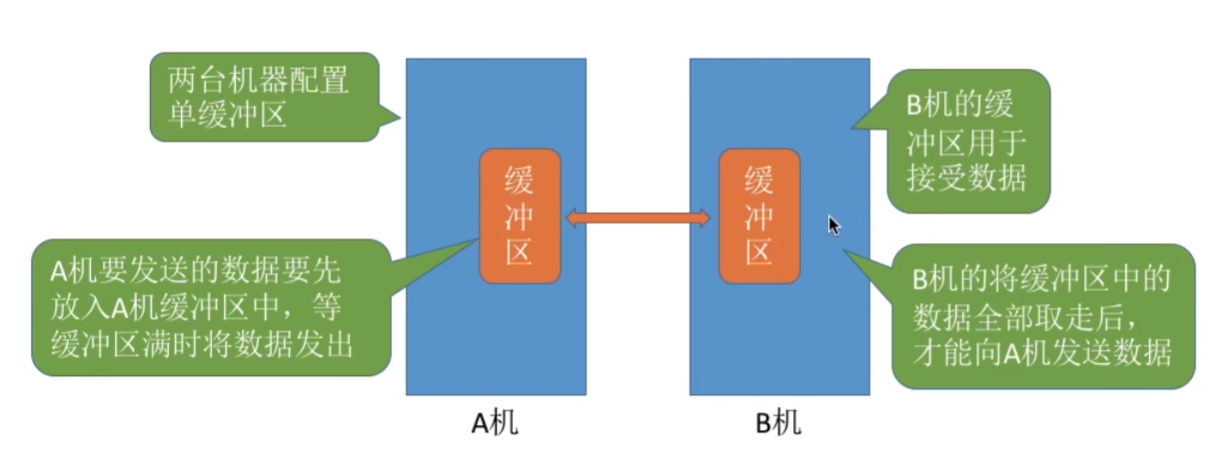 两台机器配置
单缓冲区
B机的缓
冲区用于
接受数据
缓
冲
区
缓
冲
区
A机要发送的数据要先
放入A机缓冲区中，等
缓冲区满时将数据发出
B机的将缓冲区中的
数据全部取走后，
才能向A机发送数据
A机
B机